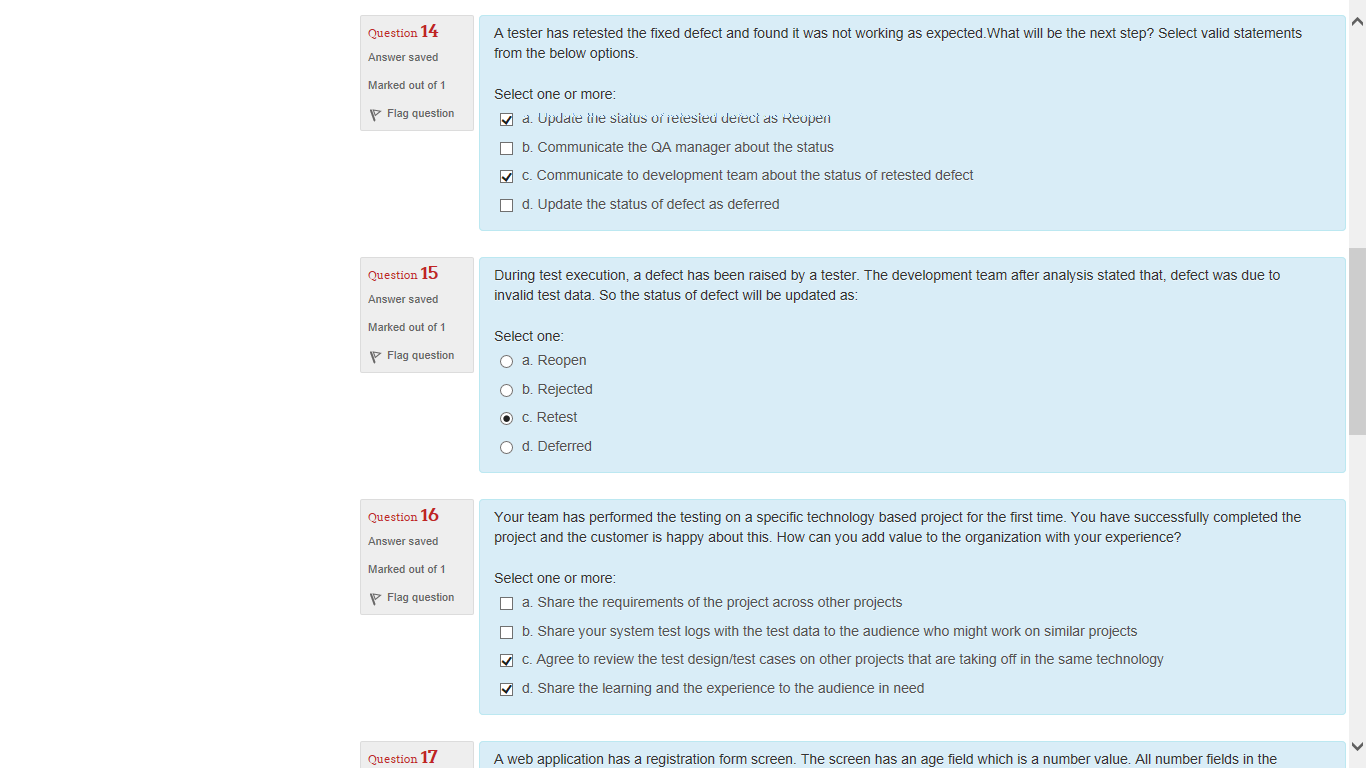 Question 14
Answer saved
Marked out of 1
Flag question
A tester has retested the fixed defect and found it was not working as expected.What will be the next step? Select valid statements
from the below options.
Select one or more:
a. Update the status of retested defect as Reopen
b. Communicate the QA manager about the status
c. Communicate to development team about the status of retested defect
d. Update the status of defect as deferred
Question 15
Answer saved
Marked out of 1
Flag question
During test execution, a defect has been raised by a tester. The development team after analysis stated that, defect was due to
invalid test data. So the status of defect will be updated as:
Select one:
a. Reopen
b. Rejected
c. Retest
d. Deferred
Question 16
Answer saved
Marked out of 1
Flag question
Your team has performed the testing on a specific technology based project for the first time. You have successfully completed the
project and the customer is happy about this. How can you add value to the organization with your experience?
Select one or more:
a. Share the requirements of the project across other projects
b. Share your system test logs with the test data to the audience who might work on similar projects
c. Agree to review the test design/test cases on other projects that are taking off in the same technology
d. Share the learning and the experience to the audience in need
Question 17
A web application has a registration form screen. The screen has an age field which is a number value. All number fields in the